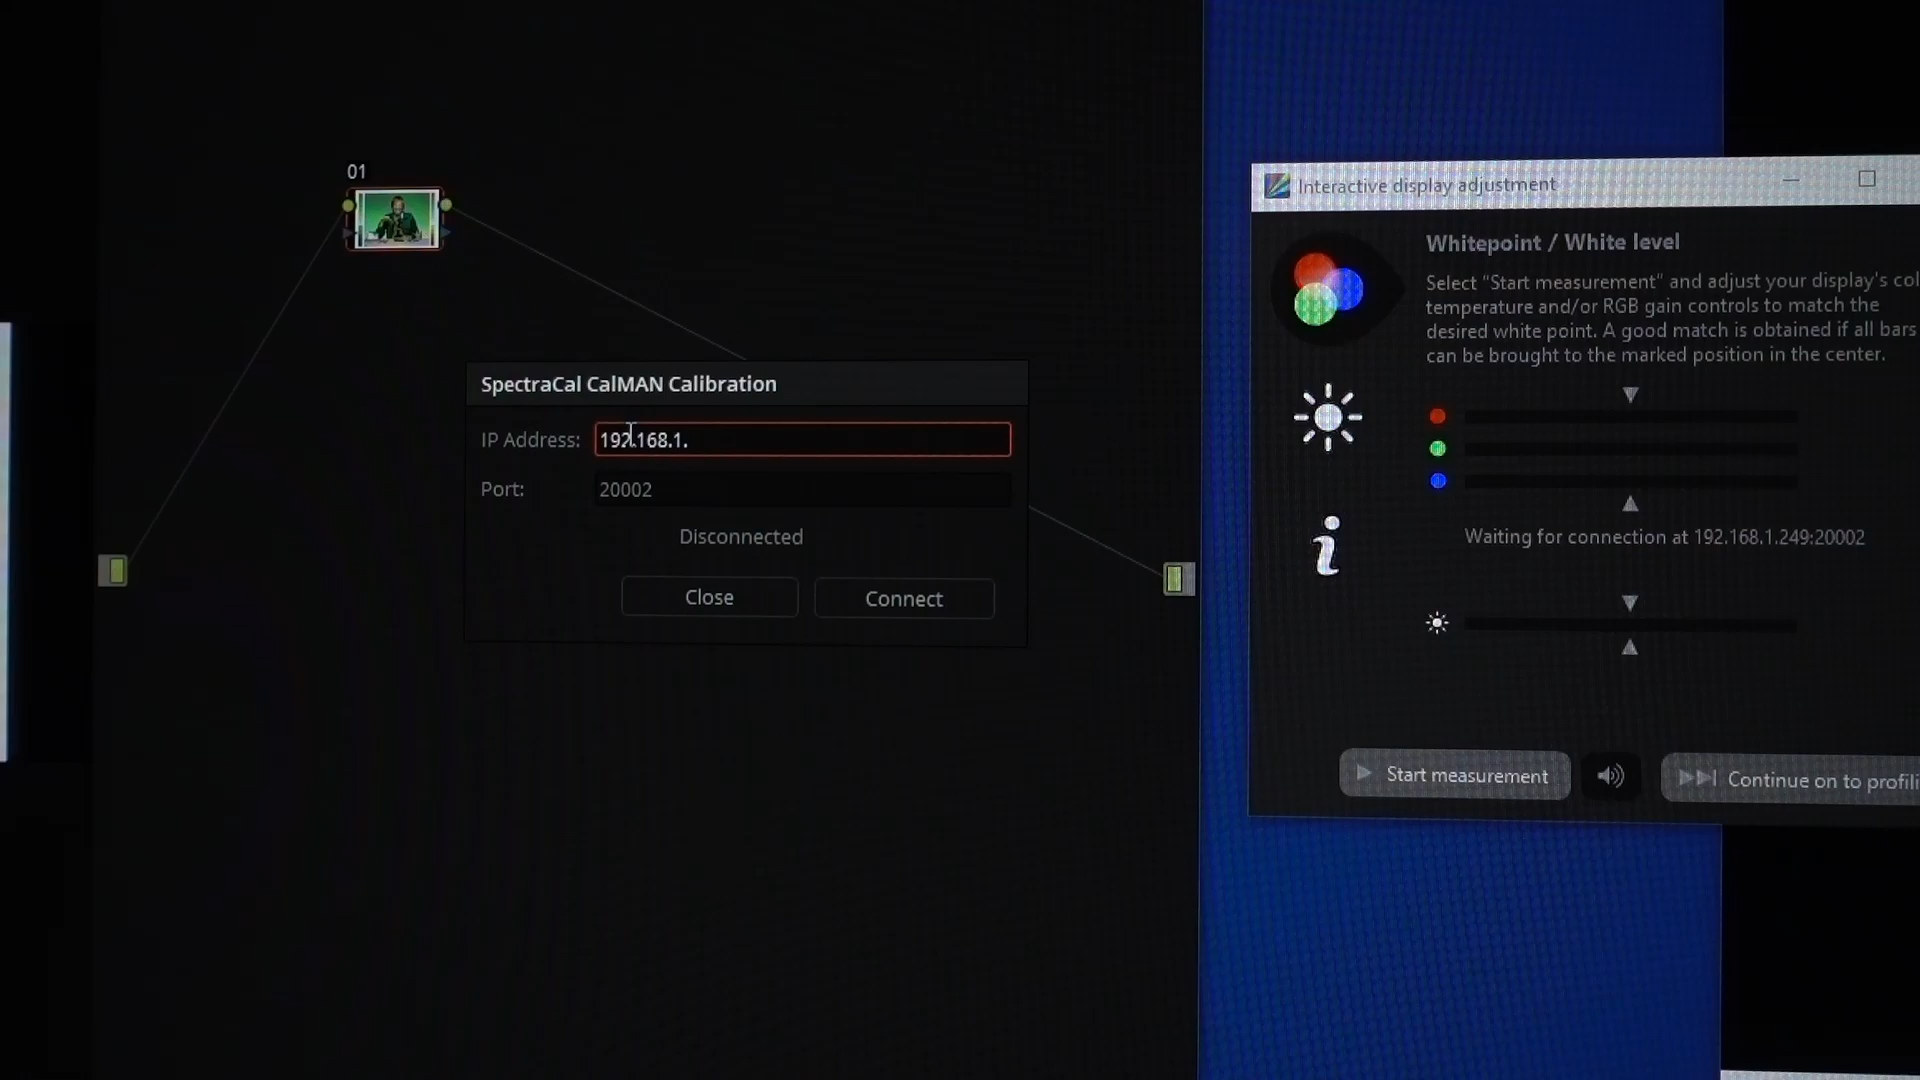 01
SpectraCal CalMAN Calibration
IP Address: 192.168.1.
Port: 20002
Disconnected
Close
Connect
Interactive display adjustment
Whitepoint / White level
Select "Start measurement" and adjust your display's col
temperature and/or RGB gain controls to match the
desired white point. A good match is obtained if all bars
can be brought to the marked position in the center.
Waiting for connection at 192.168.1.249:20002
Start measurement
Continue on to profili